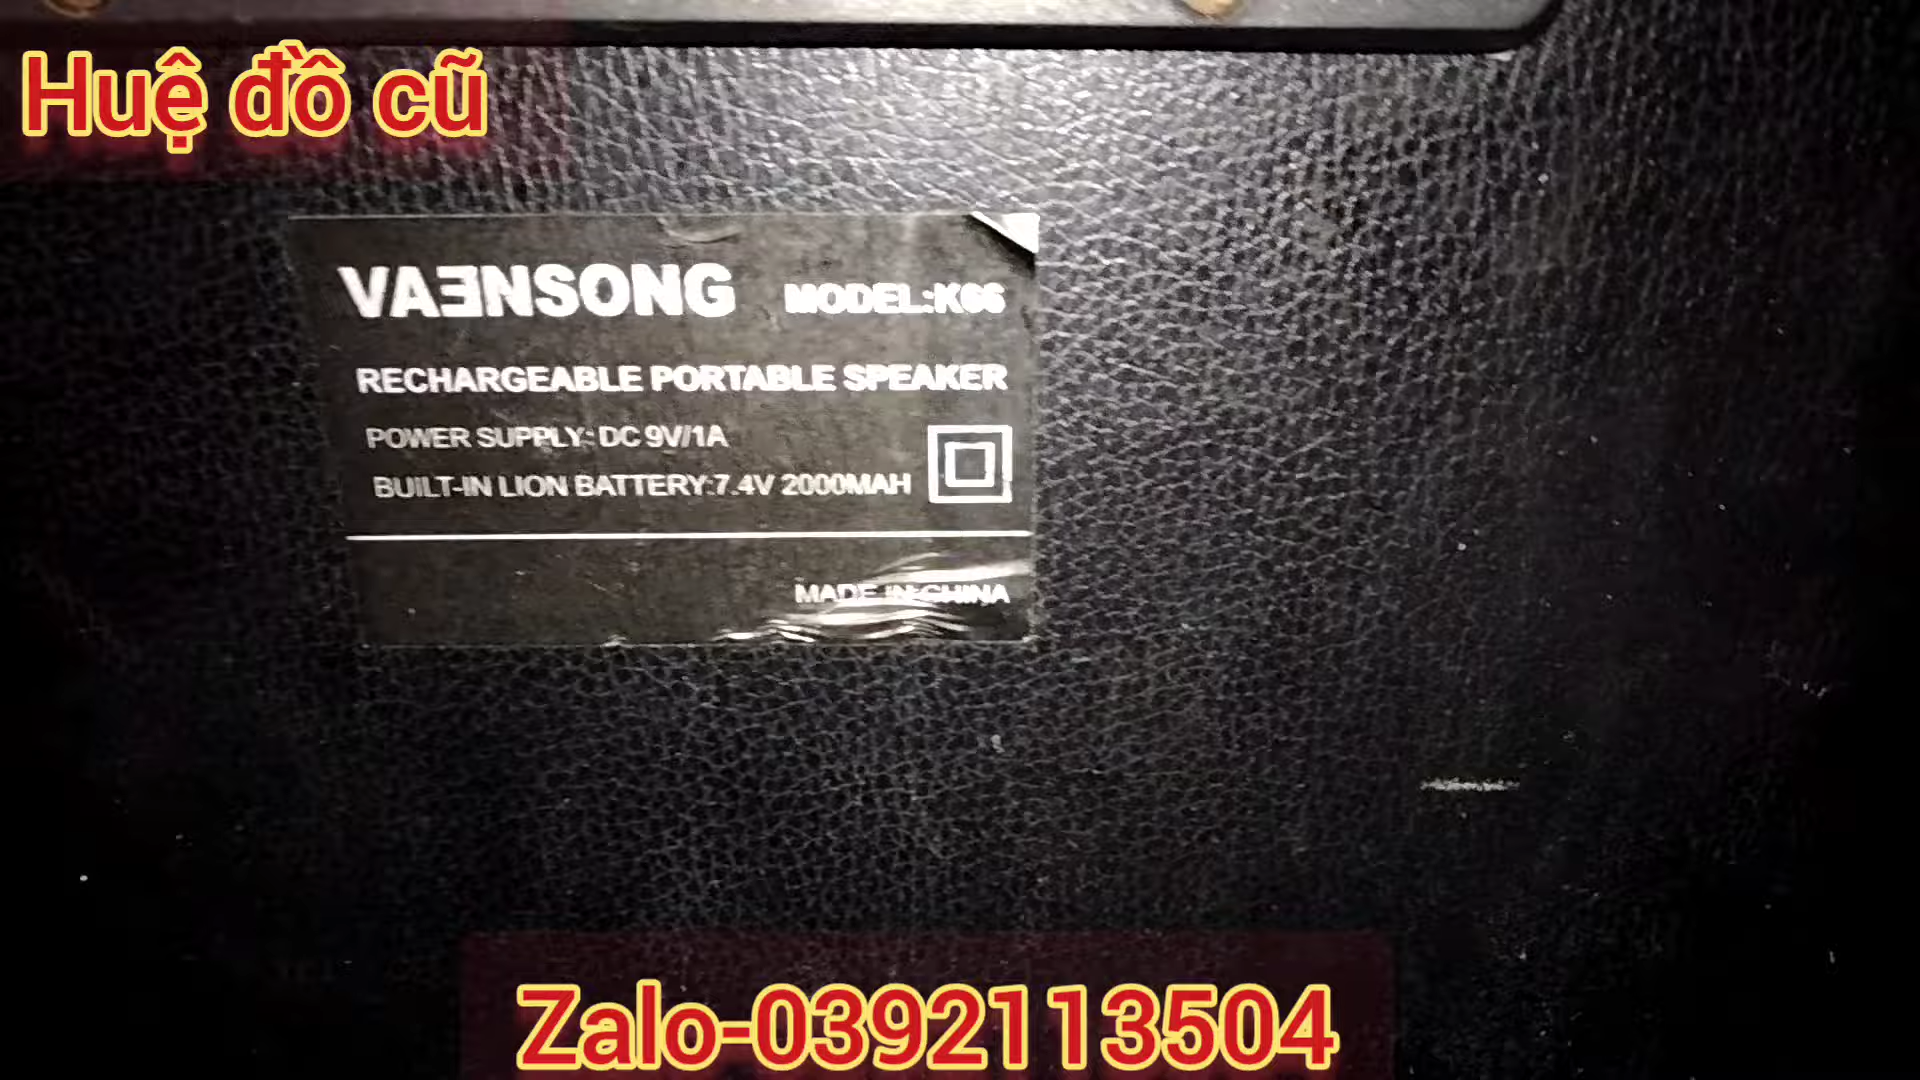 Huệ đồ cũ
VAƎNSONG MODEL:K66
RECHARGEABLE PORTABLE SPEAKER
POWER SUPPLY: DC 9V/1A
BUILT-IN LION BATTERY:7.4V 2000MAH
MADE IN CHINA
Zalo-0392113504